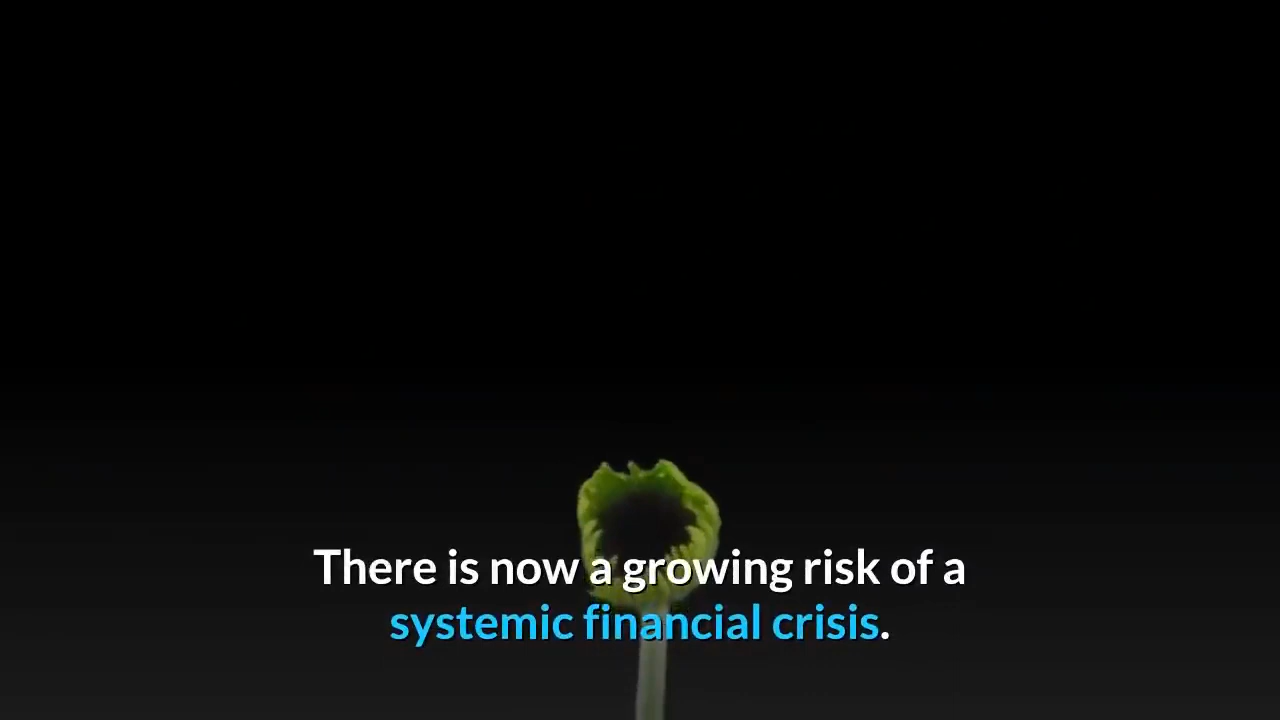 There is now a growing risk of a
systemic financial crisis.